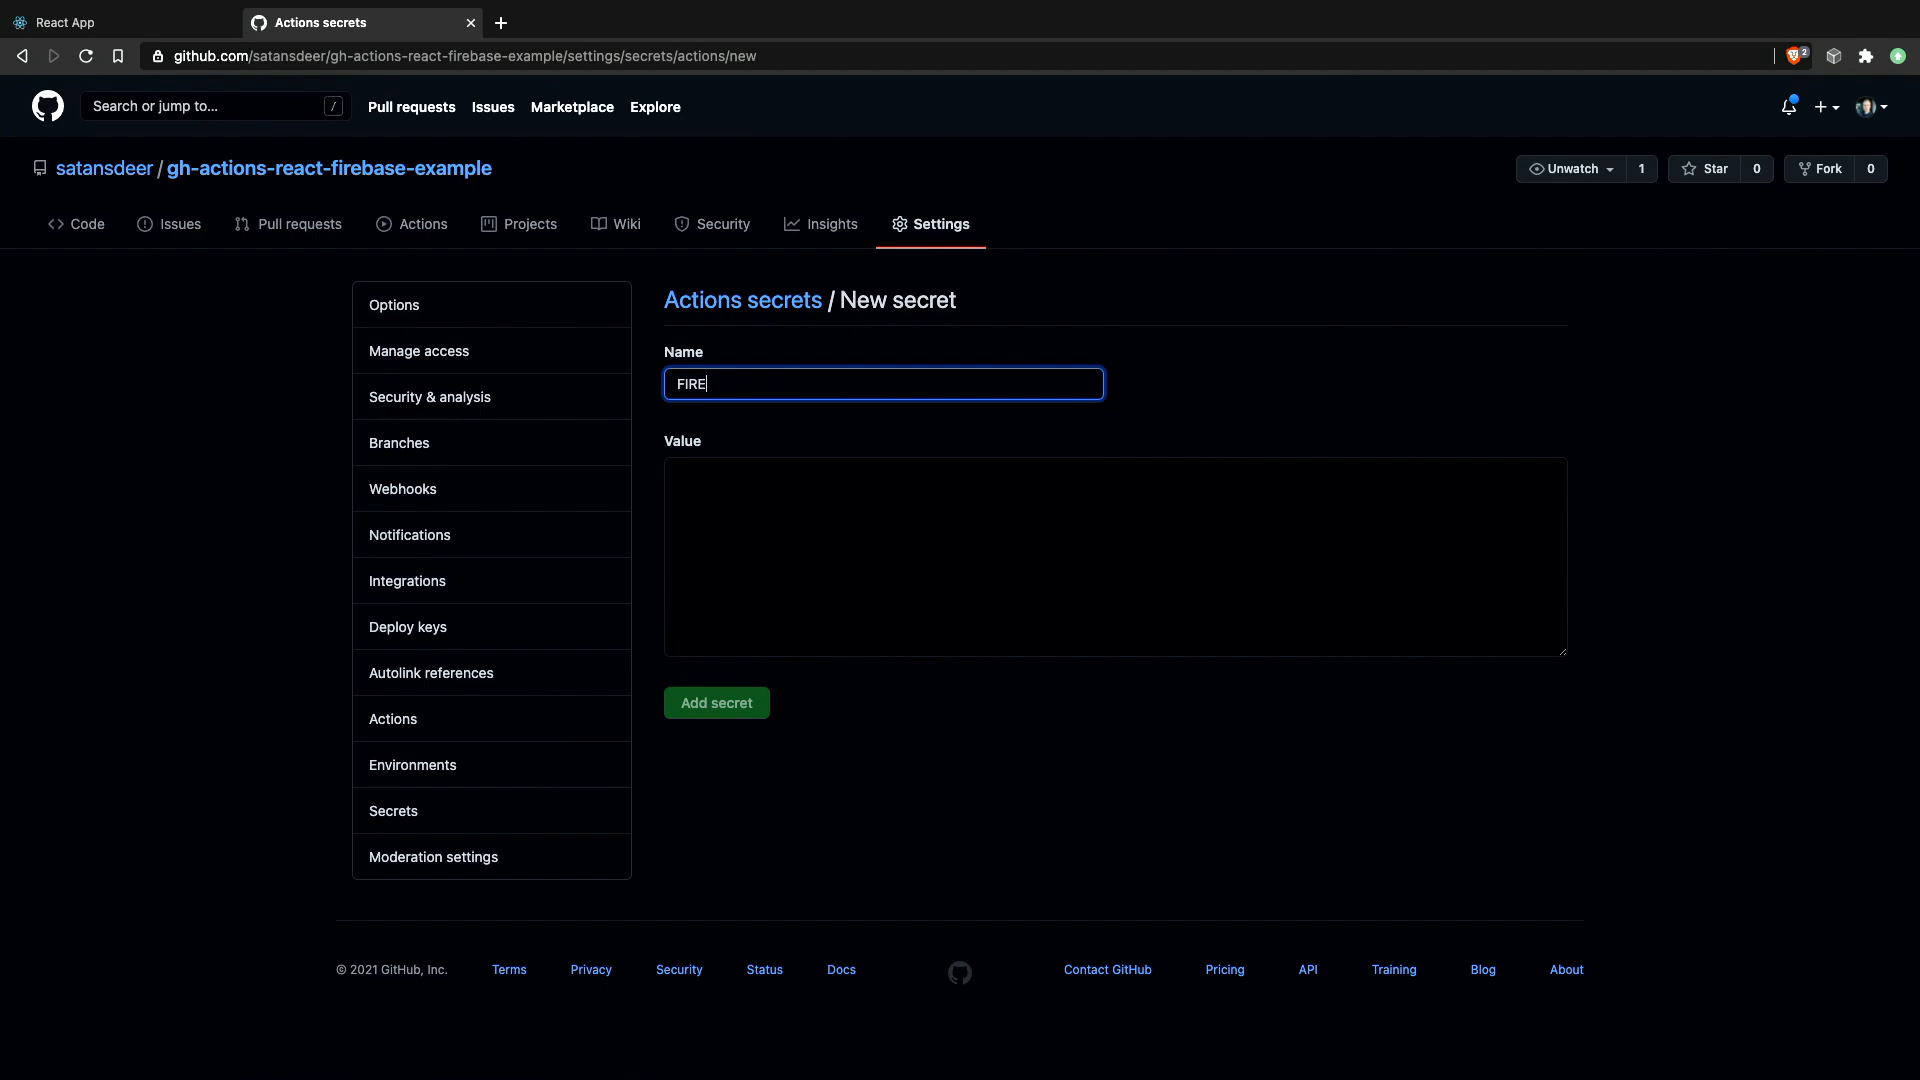 React App
Actions secrets
github.com/satansdeer/gh-actions-react-firebase-example/settings/secrets/actions/new
2
Search or jump to...
/
Pull requests
Issues
Marketplace
Explore
satansdeer / gh-actions-react-firebase-example
Unwatch 1
Star 0
Fork 0
Code
Issues
Pull requests
Actions
Projects
Wiki
Security
Insights
Settings
Options
Manage access
Security & analysis
Branches
Webhooks
Notifications
Integrations
Deploy keys
Autolink references
Actions
Environments
Secrets
Moderation settings
Actions secrets / New secret
Name
FIRE
Value
Add secret
© 2021 GitHub, Inc.
Terms
Privacy
Security
Status
Docs
Contact GitHub
Pricing
API
Training
Blog
About